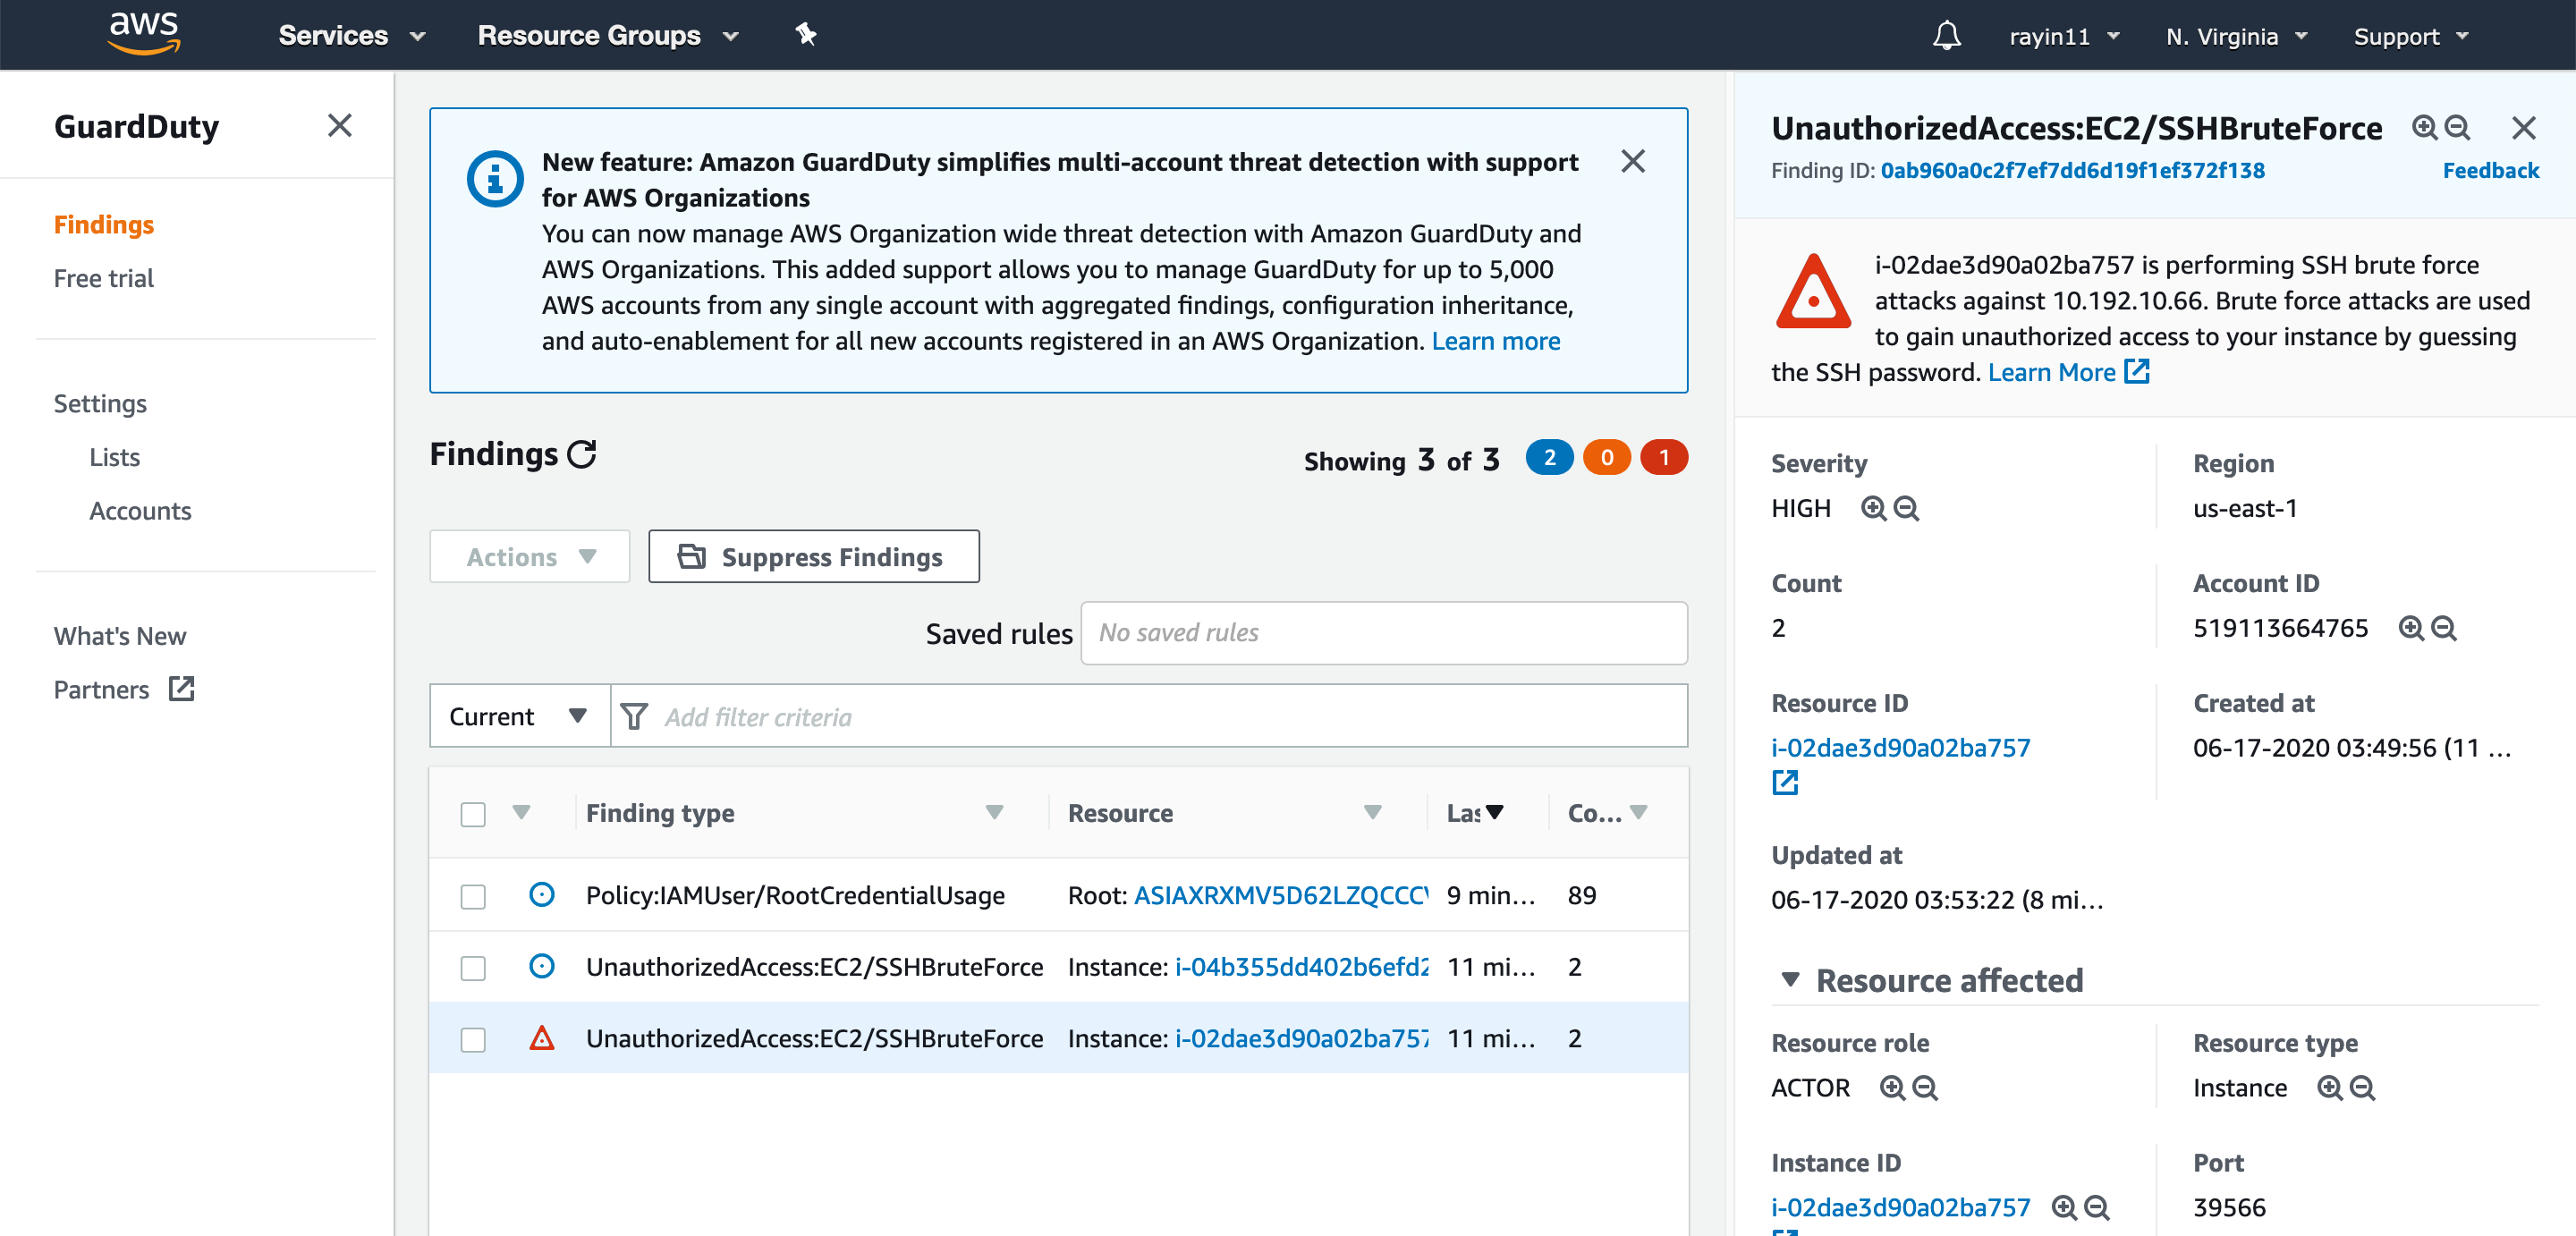 aws
Services
Resource Groups
rayin11
N. Virginia
Support
GuardDuty
Findings
Free trial
Settings
Lists
Accounts
What's New
Partners
New feature: Amazon GuardDuty simplifies multi-account threat detection with support
for AWS Organizations
You can now manage AWS Organization wide threat detection with Amazon GuardDuty and
AWS Organizations. This added support allows you to manage GuardDuty for up to 5,000
AWS accounts from any single account with aggregated findings, configuration inheritance,
and auto-enablement for all new accounts registered in an AWS Organization. Learn more
Findings
Showing 3 of 3 2 0 1
Actions
Suppress Findings
Saved rules No saved rules
Current Add filter criteria
Finding type Resource Las Co...
Policy:IAMUser/RootCredentialUsage Root: ASIAXRXMV5D62LZQCCC 9 min... 89
UnauthorizedAccess:EC2/SSHBruteForce Instance: i-04b355dd402b6efd2 11 mi... 2
UnauthorizedAccess:EC2/SSHBruteForce Instance: i-02dae3d90a02ba757 11 mi... 2
UnauthorizedAccess:EC2/SSHBruteForce
Finding ID: 0ab960a0c2f7ef7dd6d19f1ef372f138 Feedback
i-02dae3d90a02ba757 is performing SSH brute force
attacks against 10.192.10.66. Brute force attacks are used
to gain unauthorized access to your instance by guessing
the SSH password. Learn More
Severity Region
HIGH us-east-1
Count Account ID
2 519113664765
Resource ID Created at
i-02dae3d90a02ba757 06-17-2020 03:49:56 (11 ...
Updated at
06-17-2020 03:53:22 (8 mi...
Resource affected
Resource role Resource type
ACTOR Instance
Instance ID Port
i-02dae3d90a02ba757 39566